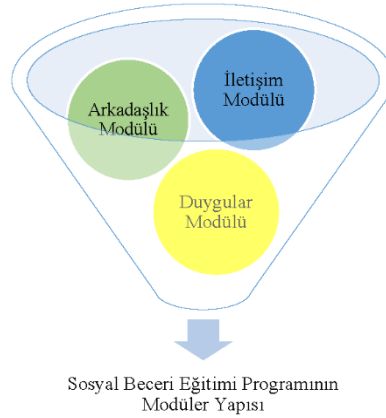 İletişim
Modülü
Arkadaşlık
Modülü
Duygular
Modülü
Sosyal Beceri Eğitimi Programının
Modüler Yapısı